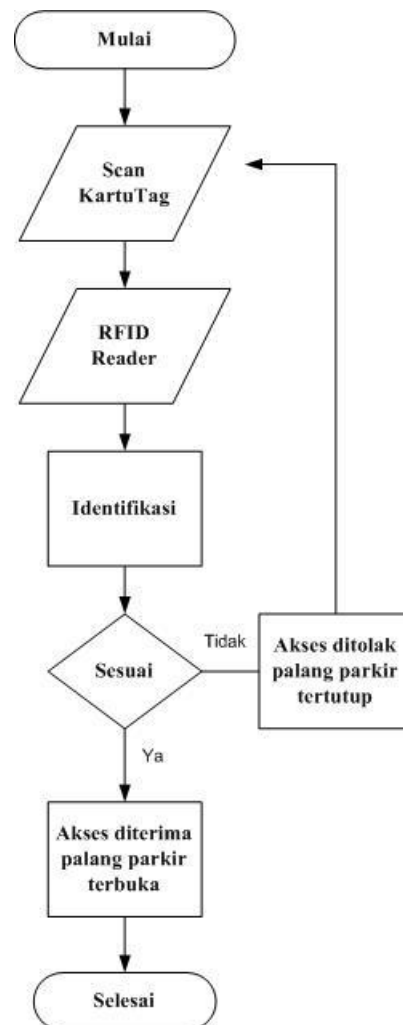 Mulai
Scan
KartuTag
RFID
Reader
Identifikasi
Sesuai
Tidak
Akses ditolak
palang parkir
tertutup
Ya
Akses diterima
palang parkir
terbuka
Selesai